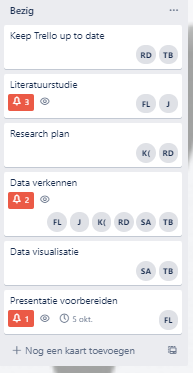 Bezig ...
Keep Trello up to date
RD TB
Literatuurstudie
3
FL J
Research plan
K( RD
Data verkennen
2
FL J K( RD SA TB
Data visualisatie
SA TB
Presentatie voorbereiden
1 5 okt. FL
+ Nog een kaart toevoegen